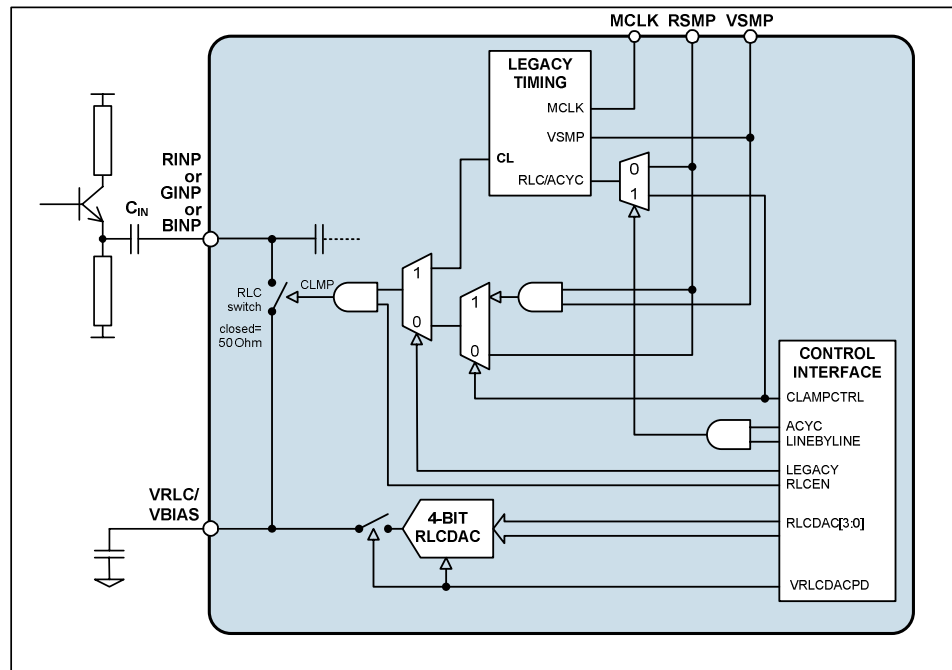 MCLK RSMP VSMP
LEGACY
TIMING
MCLK
VSMP
CL
RLC/ACYC
0
1
RINP
or
GINP
or
BINP
CIN
RLC
switch
closed=
50 Ohm
CLMP
1
0
1
0
CONTROL
INTERFACE
CLAMPCTRL
ACYC
LINEBYLINE
LEGACY
RLCEN
RLCDAC[3:0]
VRLCDACPD
VRLC/
VBIAS
4-BIT
RLCDAC